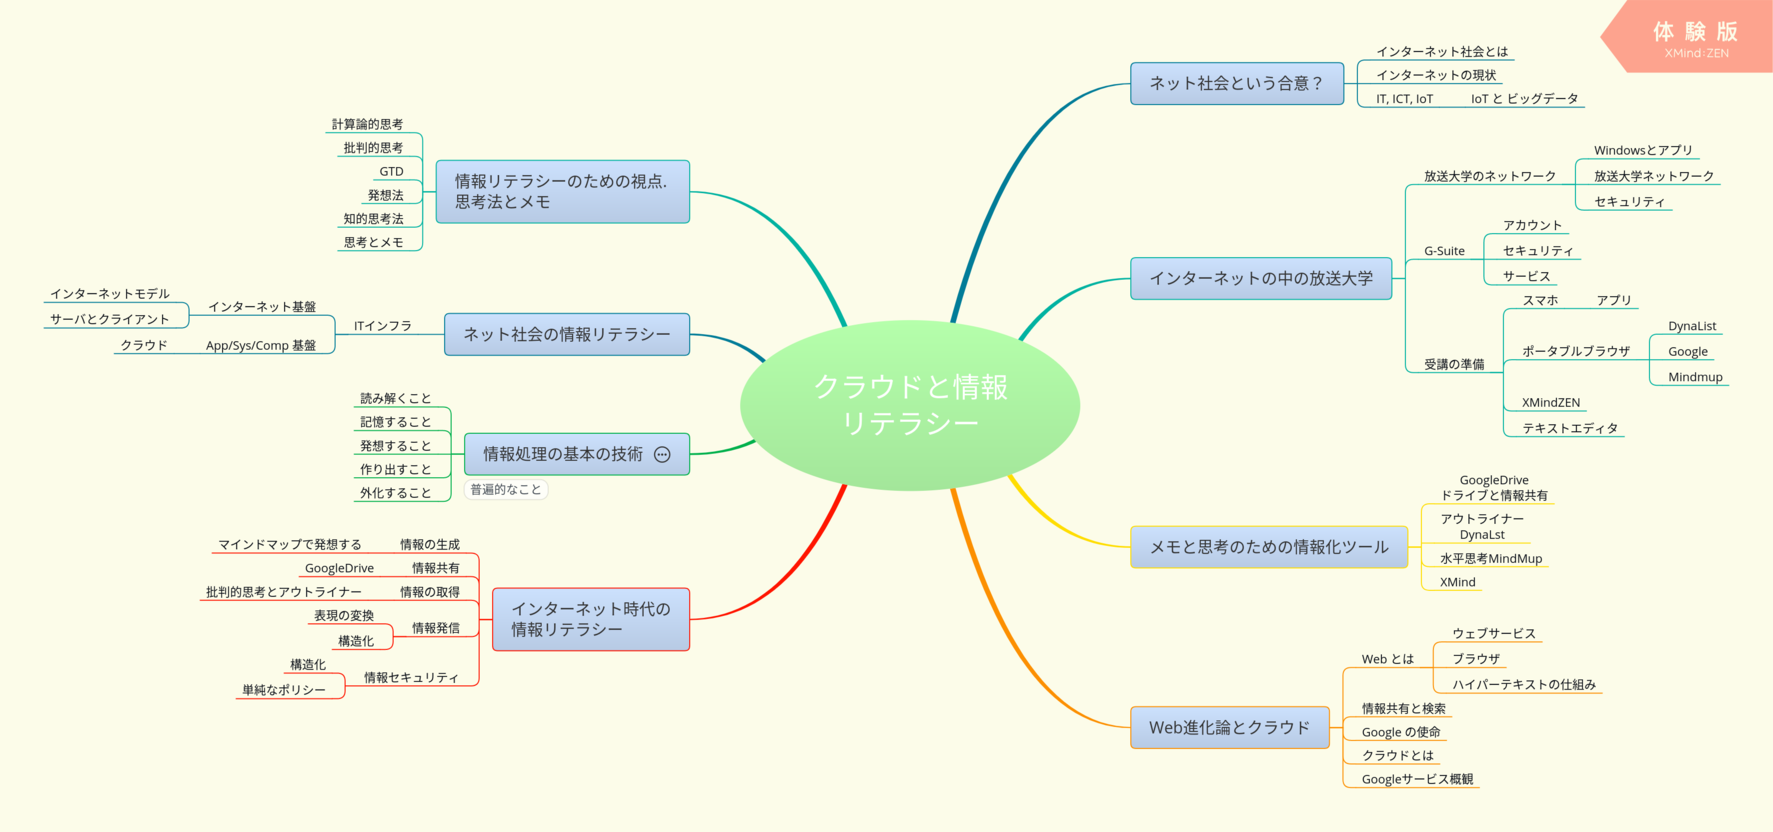 体験版
XMind:ZEN
クラウドと情報
リテラシー
ネット社会という合意？
インターネット社会とは
インターネットの現状
IT, ICT, IoT
IoT と ビッグデータ
インターネットの中の放送大学
放送大学のネットワーク
Windowsとアプリ
放送大学ネットワーク
セキュリティ
G-Suite
アカウント
セキュリティ
サービス
受講の準備
スマホ
アプリ
ポータブルブラウザ
DynaList
Google
Mindmup
XMindZEN
テキストエディタ
メモと思考のための情報化ツール
GoogleDrive
ドライブと情報共有
アウトライナー
DynaLst
水平思考MindMup
XMind
Web進化論とクラウド
Web とは
ウェブサービス
ブラウザ
ハイパーテキストの仕組み
情報共有と検索
Google の使命
クラウドとは
Googleサービス概観
情報リテラシーのための視点.
思考法とメモ
計算論的思考
批判的思考
GTD
発想法
知的思考法
思考とメモ
ネット社会の情報リテラシー
ITインフラ
インターネット基盤
インターネットモデル
サーバとクライアント
App/Sys/Comp 基盤
クラウド
情報処理の基本の技術
普遍的なこと
読み解くこと
記憶すること
発想すること
作り出すこと
外化すること
インターネット時代の
情報リテラシー
情報の生成
マインドマップで発想する
情報共有
GoogleDrive
情報の取得
批判的思考とアウトライナー
情報発信
表現の変換
構造化
情報セキュリティ
構造化
単純なポリシー